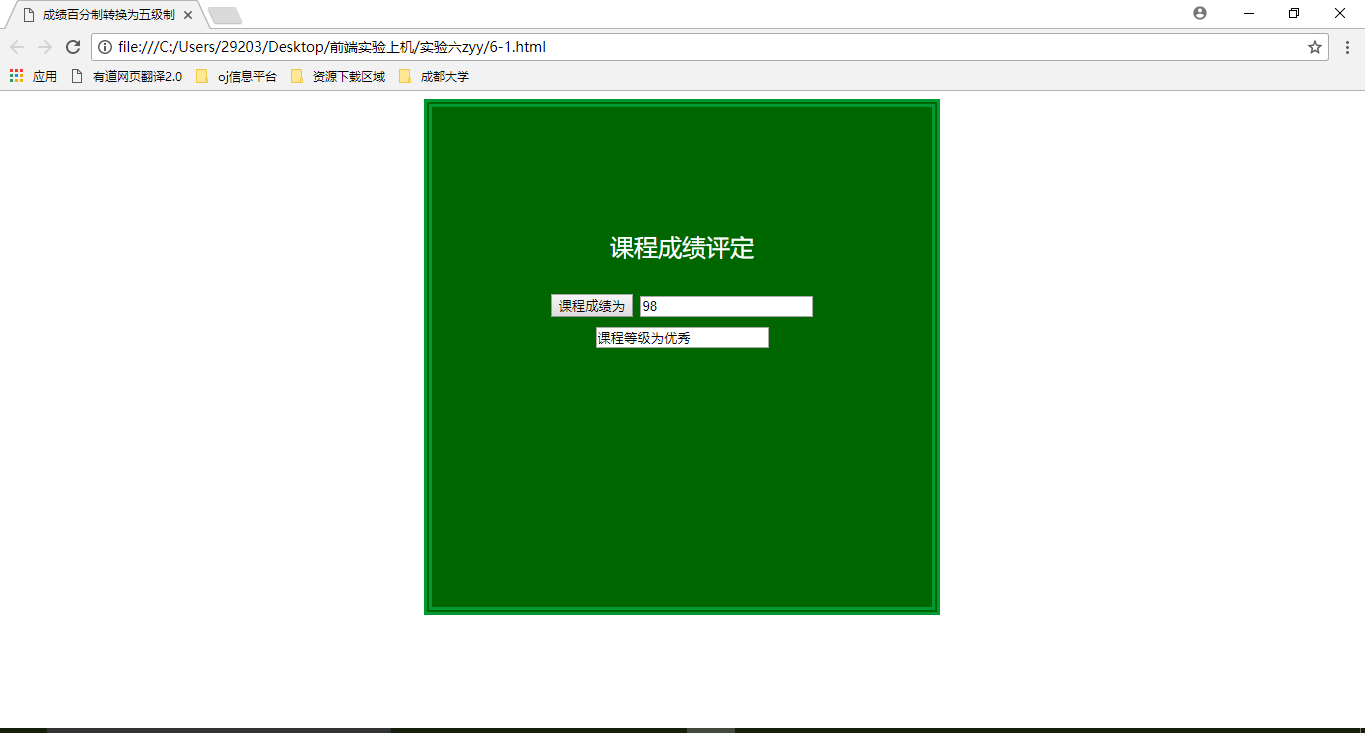 成绩百分制转换为五级制
file:///C:/Users/29203/Desktop/前端实验上机/实验六zyy/6-1.html
应用 有道网页翻译2.0 oj信息平台 资源下载区域 成都大学
课程成绩评定
课程成绩为 98
课程等级为优秀